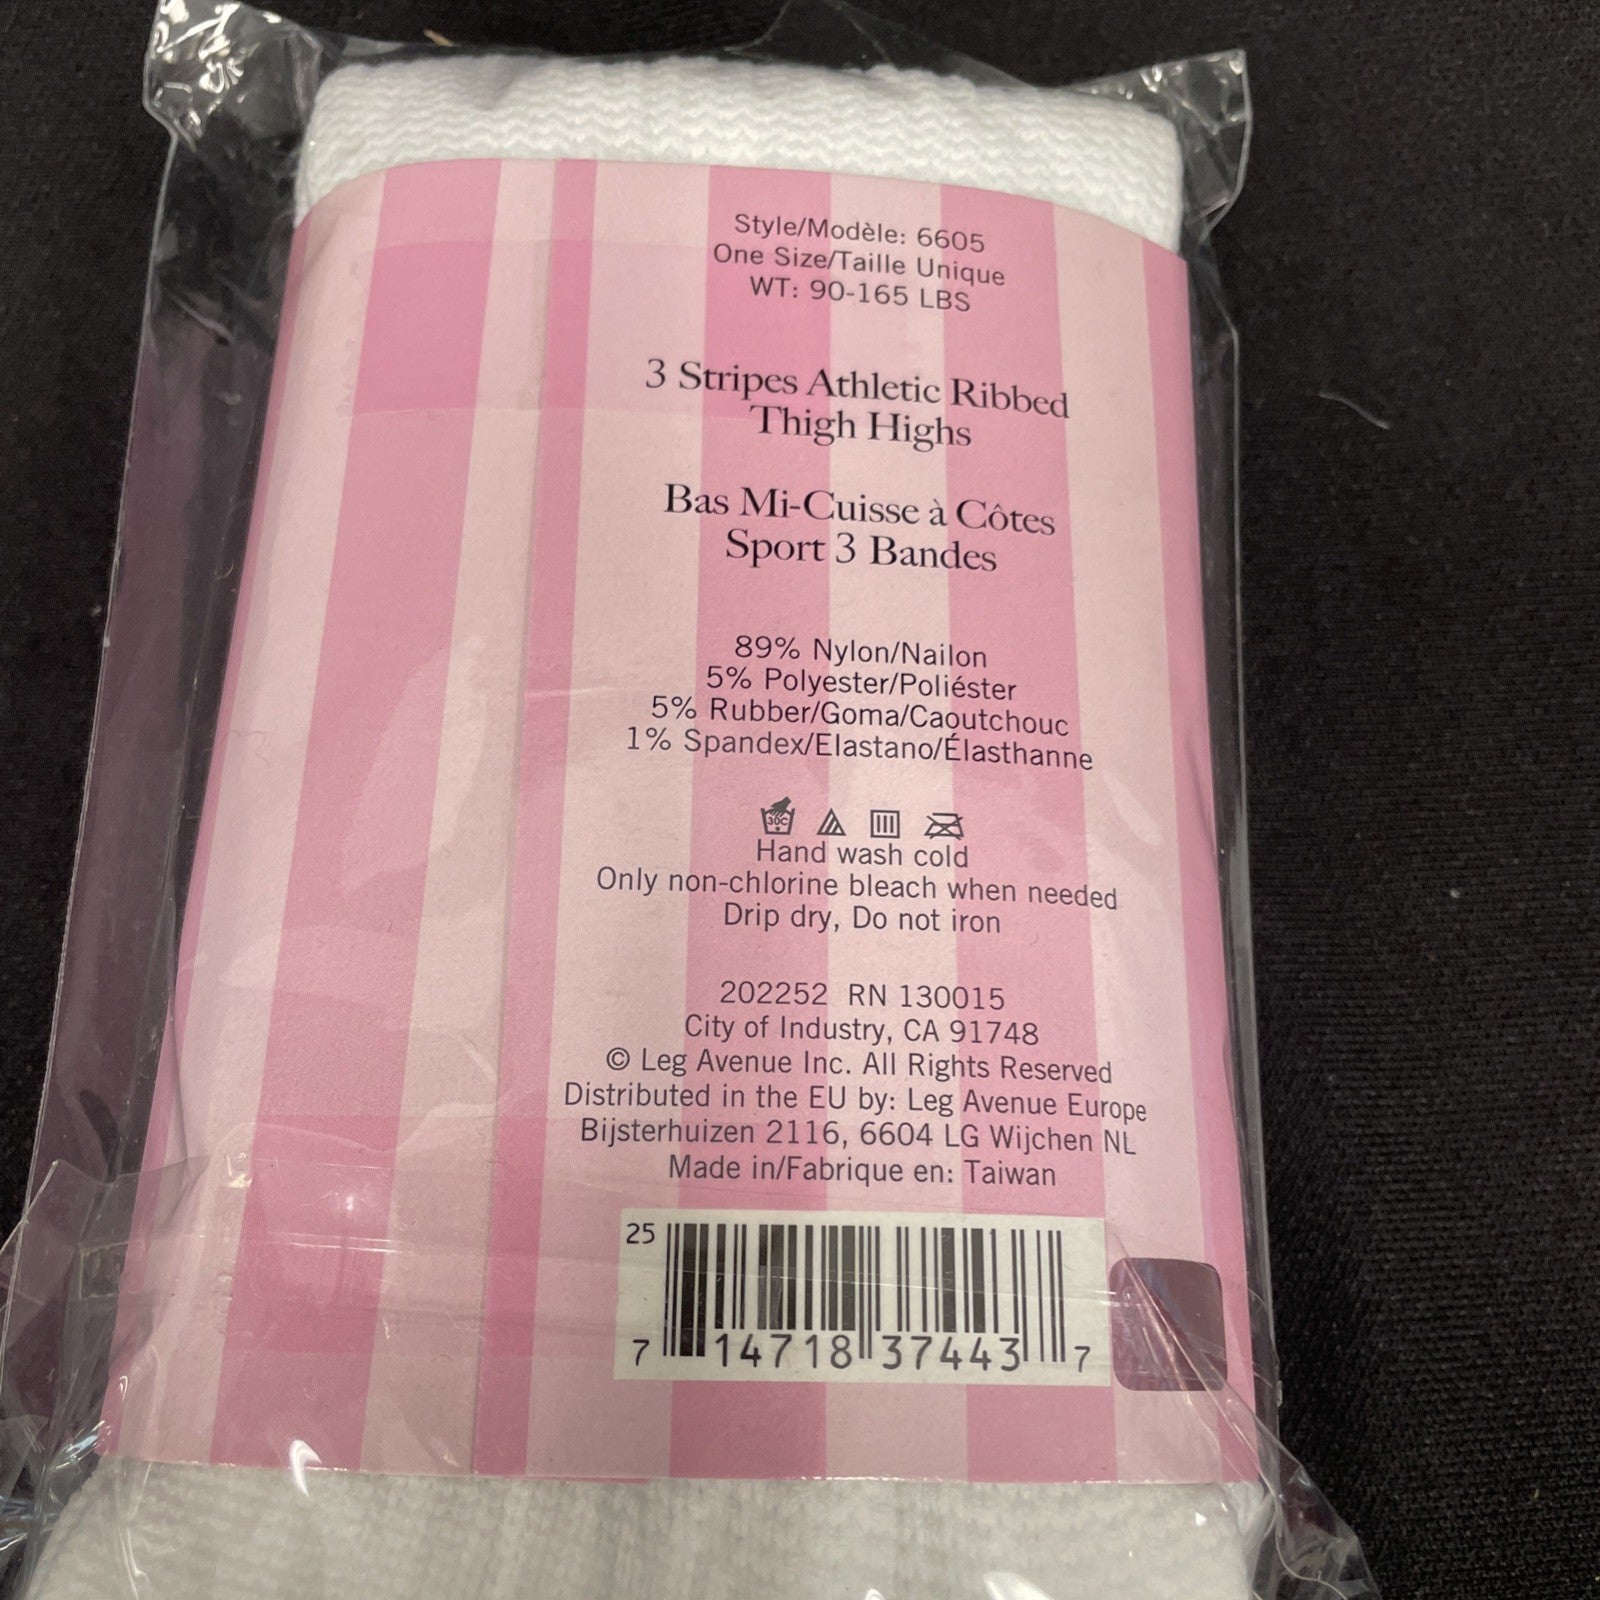 Style/Modèle: 6605
One Size/Taille Unique
WT: 90-165 LBS
3 Stripes Athletic Ribbed
Thigh Highs
Bas Mi-Cuisse à Côtes
Sport 3 Bandes
89% Nylon/Nailon
5% Polyester/Poliéster
5% Rubber/Goma/Caoutchouc
1% Spandex/Elastano/Élasthanne
30C
Hand wash cold
Only non-chlorine bleach when needed
Drip dry, Do not iron
202252 RN 130015
City of Industry, CA 91748
© Leg Avenue Inc. All Rights Reserved
Distributed in the EU by: Leg Avenue Europe
Bijsterhuizen 2116, 6604 LG Wijchen NL
Made in/Fabrique en: Taiwan
25
7 14718 37443 7